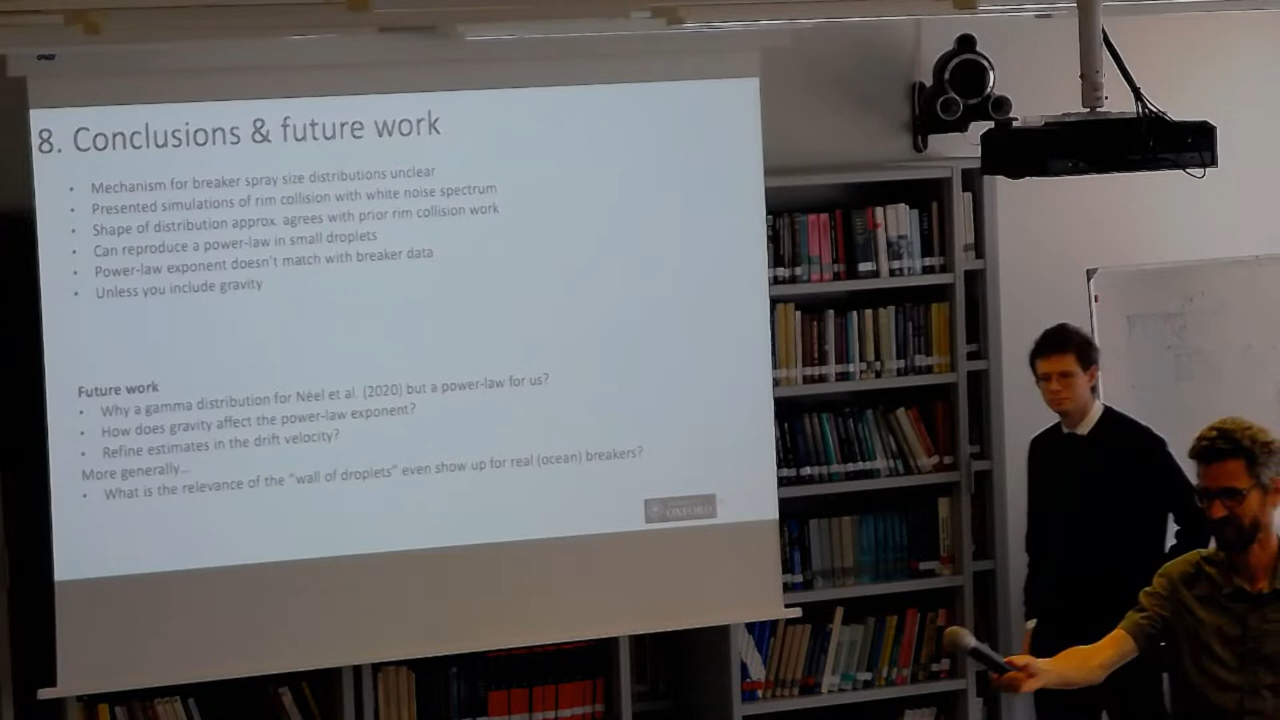 8. Conclusions & future work
• Mechanism for breaker spray size distributions unclear
• Presented simulations of rim collision with white noise spectrum
• Shape of distribution approx. agrees with prior rim collision work
• Can reproduce a power-law in small droplets
• Power-law exponent doesn't match with breaker data
• Unless you include gravity
Future work
• Why a gamma distribution for Néel et al. (2020) but a power-law for us?
• How does gravity affect the power-law exponent?
• Refine estimates in the drift velocity?
More generally...
• What is the relevance of the "wall of droplets" even show up for real (ocean) breakers?
OXFORD